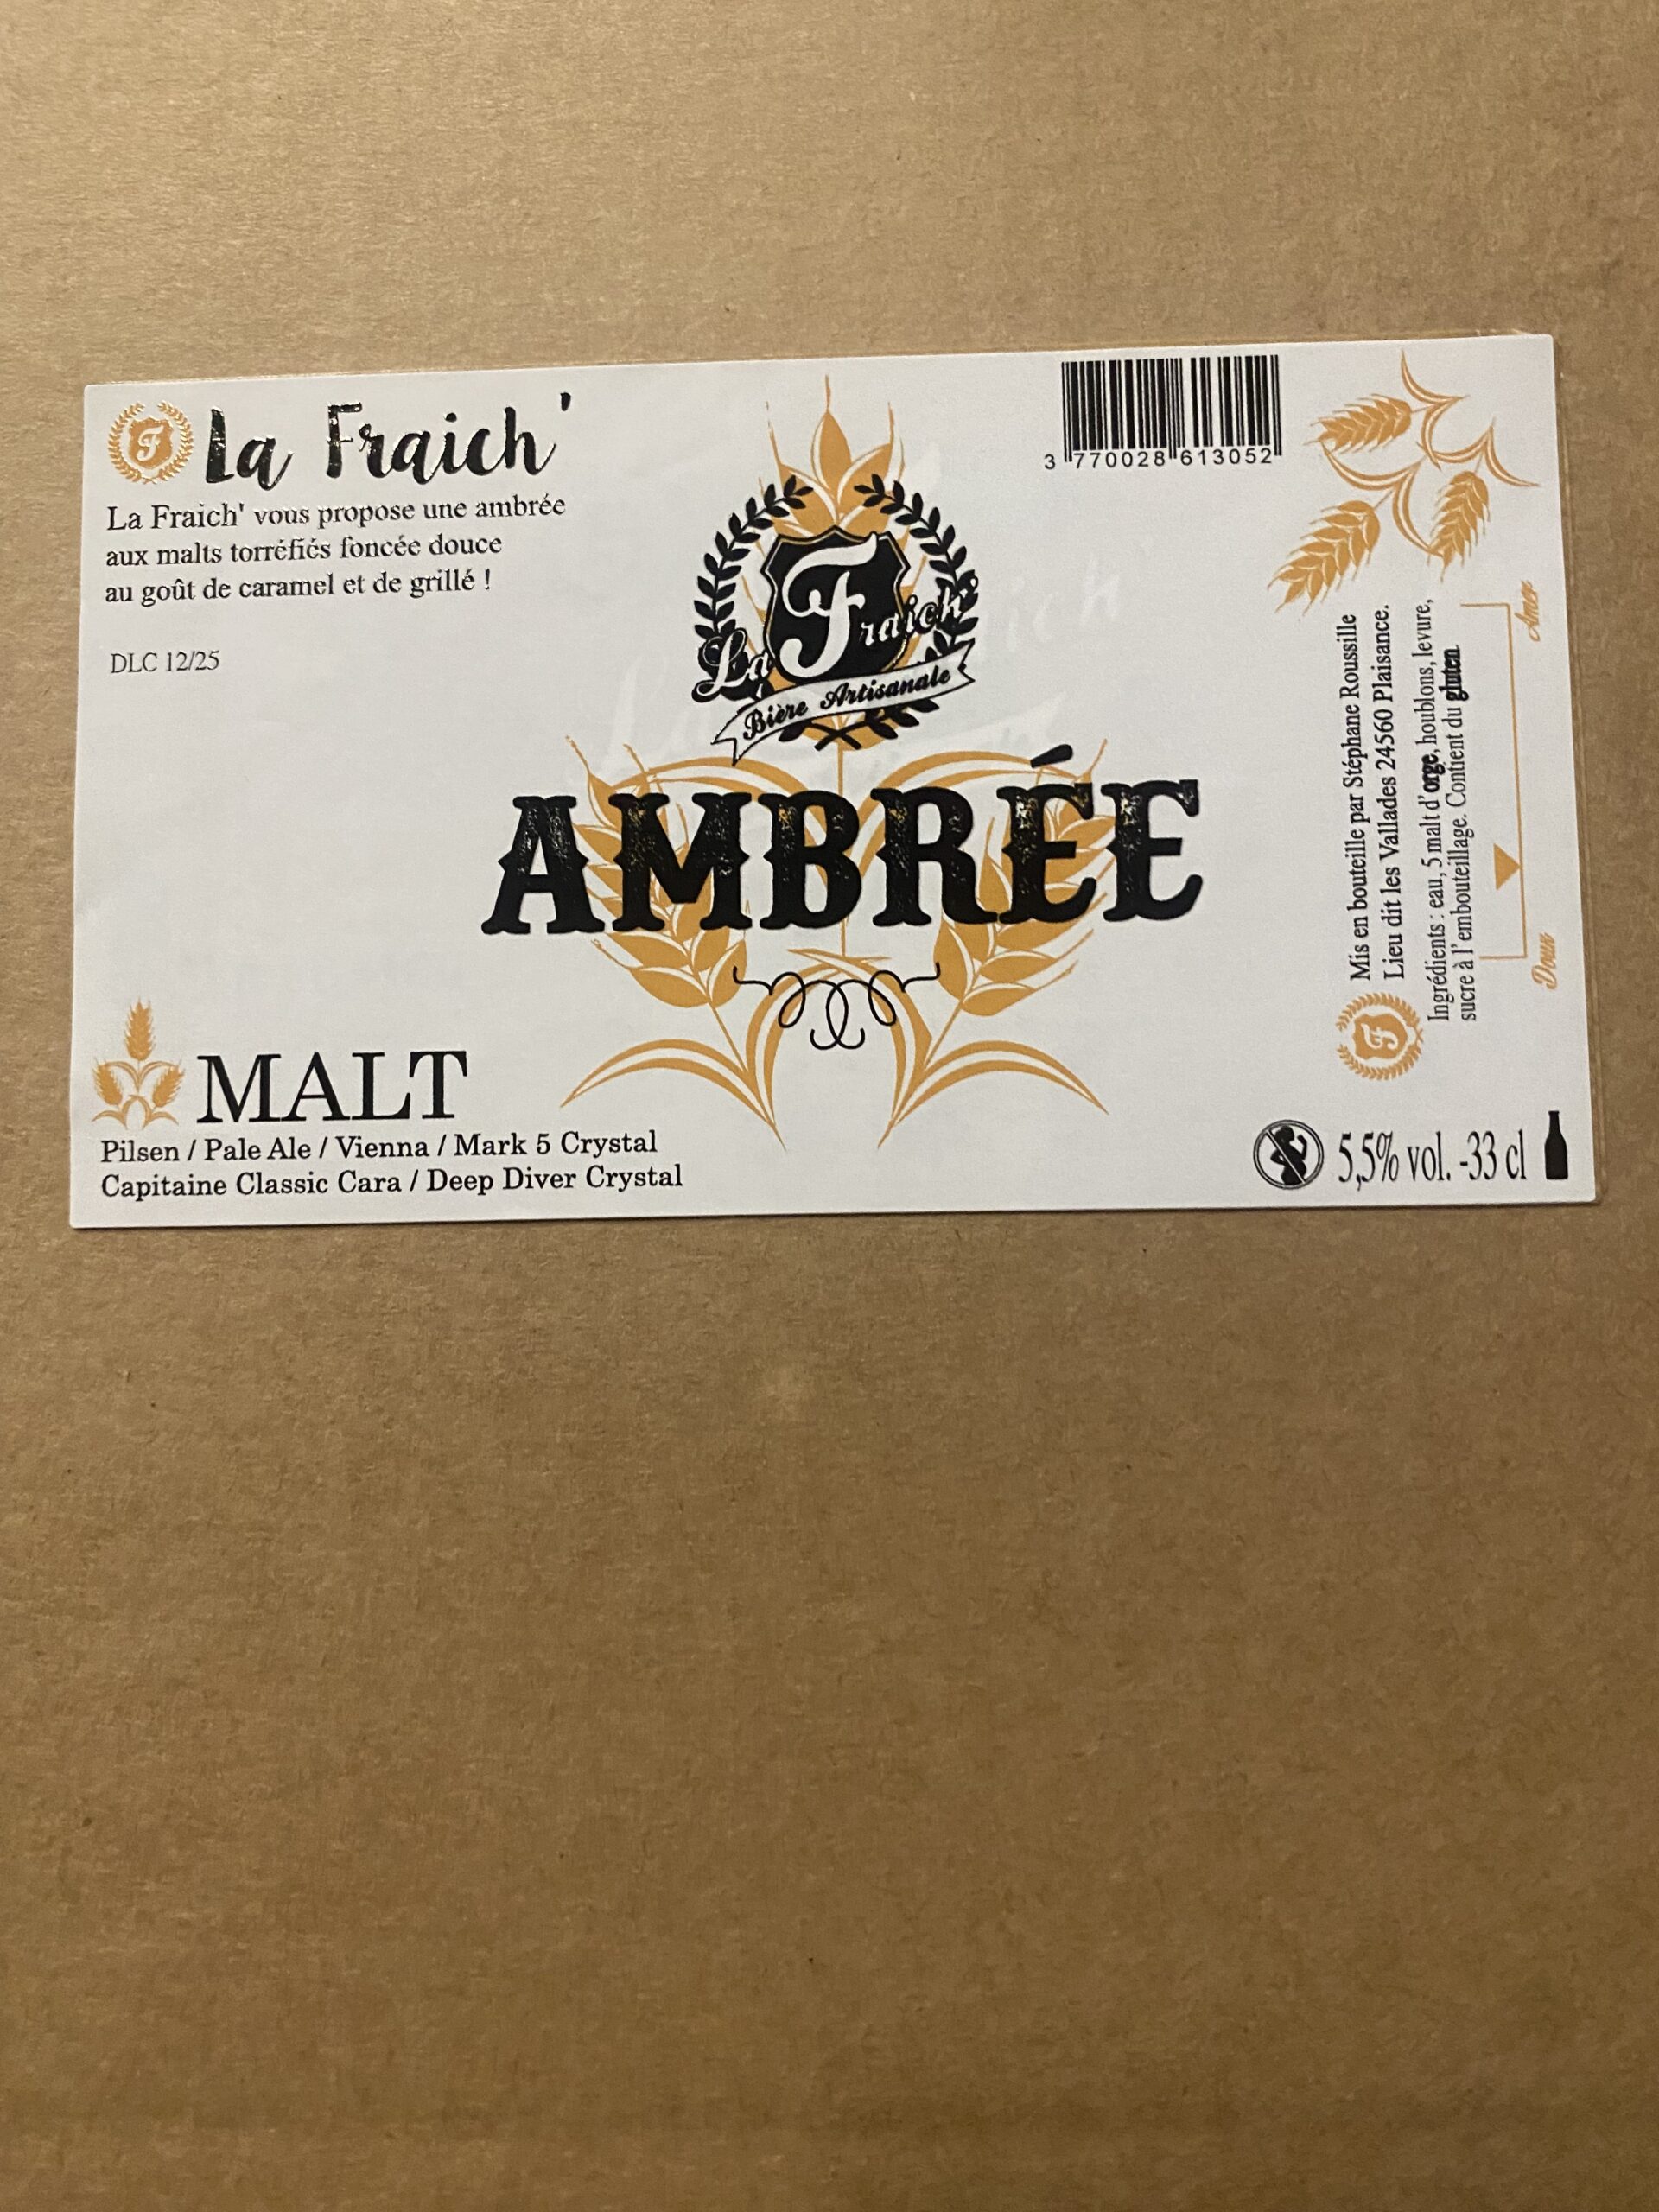 La Fraich'
La Fraich' vous propose une ambrée
aux malts torréfiés foncée douce
au goût de caramel et de grillé !
DLC 12/25
F
La Fraich'
Bière Artisanale
AMBRÉE
MALT
Pilsen / Pale Ale / Vienna / Mark 5 Crystal
Capitaine Classic Cara / Deep Diver Crystal
3 770028 613052
Mis en bouteille par Stéphane Roussille
Lieu dit les Vallades 24560 Plaisance.
Ingrédients : eau, 5 malt d'orge, houblons, levure,
sucre à l'embouteillage. Contient du gluten
Doux
Amer
F
5,5% vol. -33 cl